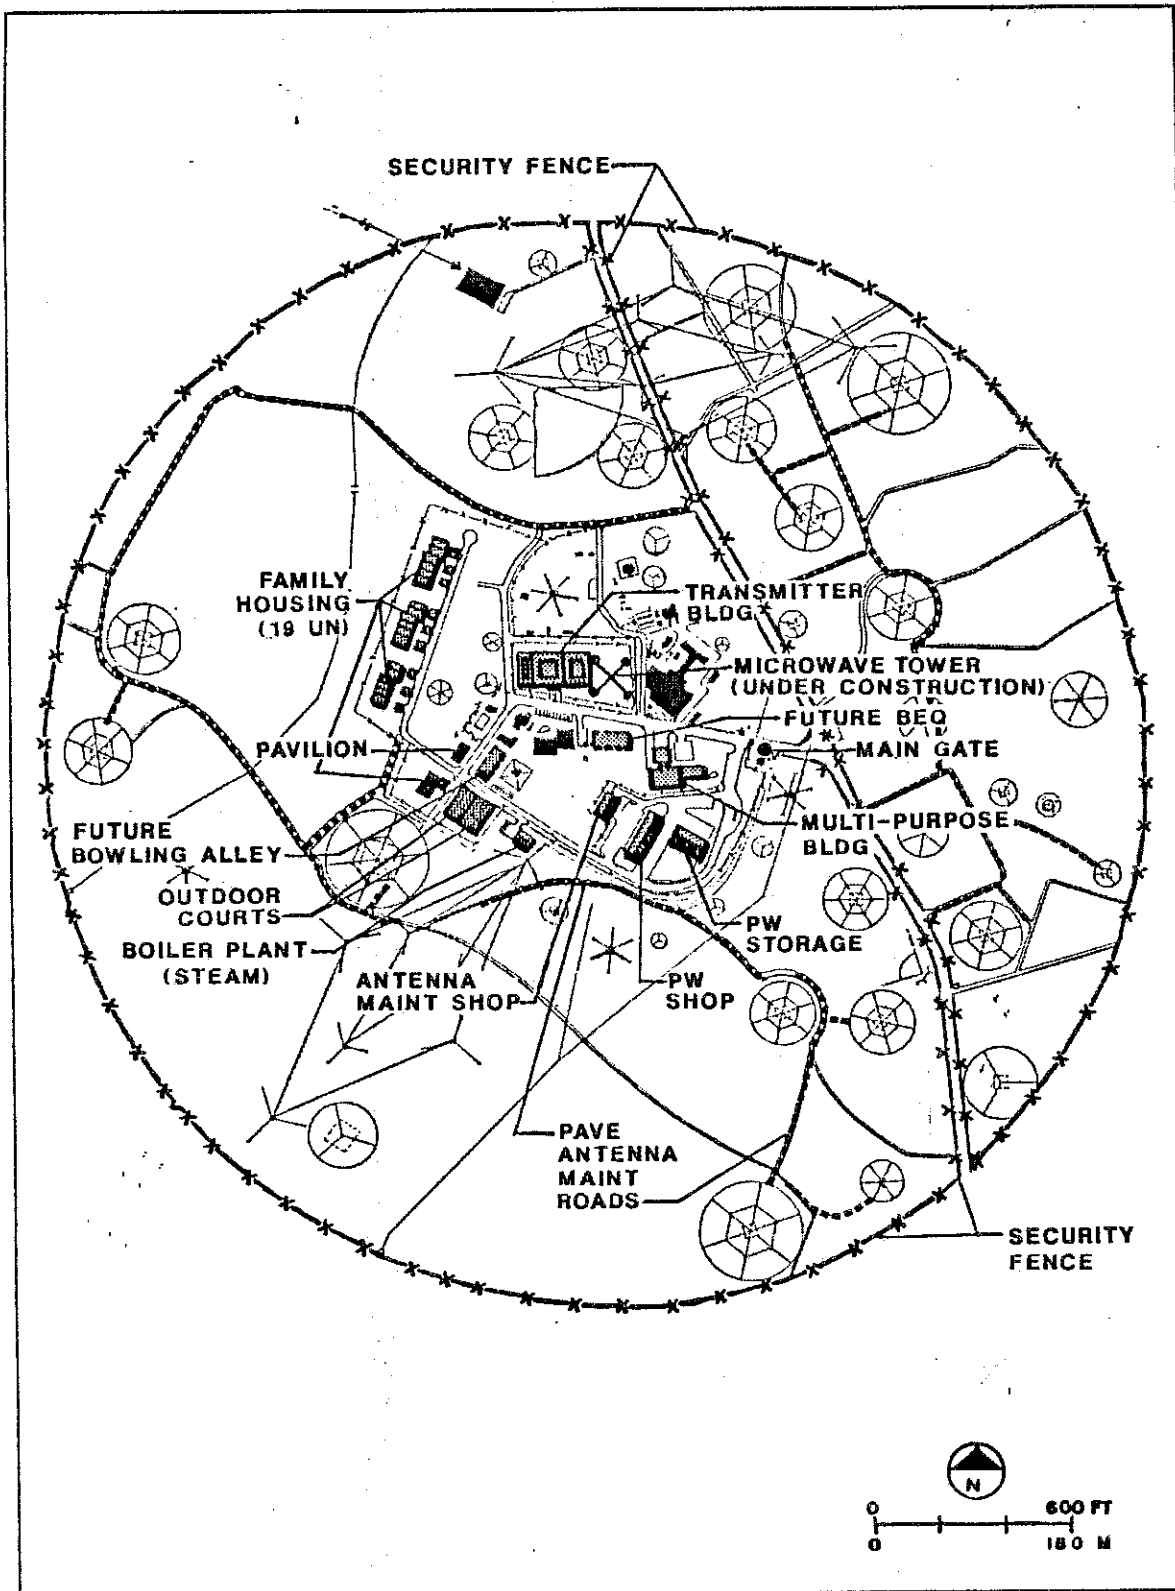 SECURITY FENCE
FAMILY
HOUSING
(19 UN)
TRANSMITTER
BLDG
MICROWAVE TOWER
(UNDER CONSTRUCTION)
FUTURE BEQ
PAVILION
MAIN GATE
FUTURE
BOWLING ALLEY
MULTI-PURPOSE
BLDG
OUTDOOR
COURTS
BOILER PLANT
(STEAM)
PW
STORAGE
ANTENNA
MAINT SHOP
PW
SHOP
PAVE
ANTENNA
MAINT
ROADS
SECURITY
FENCE
N
0 600 FT
0 180 M